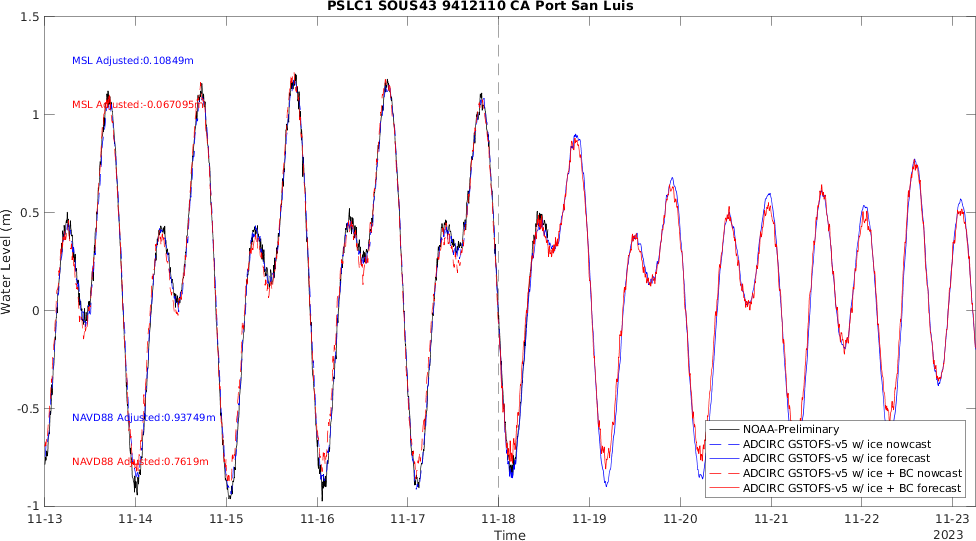 PSLC1 SOUS43 9412110 CA Port San Luis
1.5
1
0.5
0
-0.5
-1
Water Level (m)
MSL Adjusted:0.10849m
MSL Adjusted:-0.067095m
NAVD88 Adjusted:0.93749m
NAVD88 Adjusted:0.7619m
NOAA-Preliminary
ADCIRC GSTOFS-v5 w/ ice nowcast
ADCIRC GSTOFS-v5 w/ ice forecast
ADCIRC GSTOFS-v5 w/ ice + BC nowcast
ADCIRC GSTOFS-v5 w/ ice + BC forecast
11-13 11-14 11-15 11-16 11-17 11-18 11-19 11-20 11-21 11-22 11-23
Time
2023